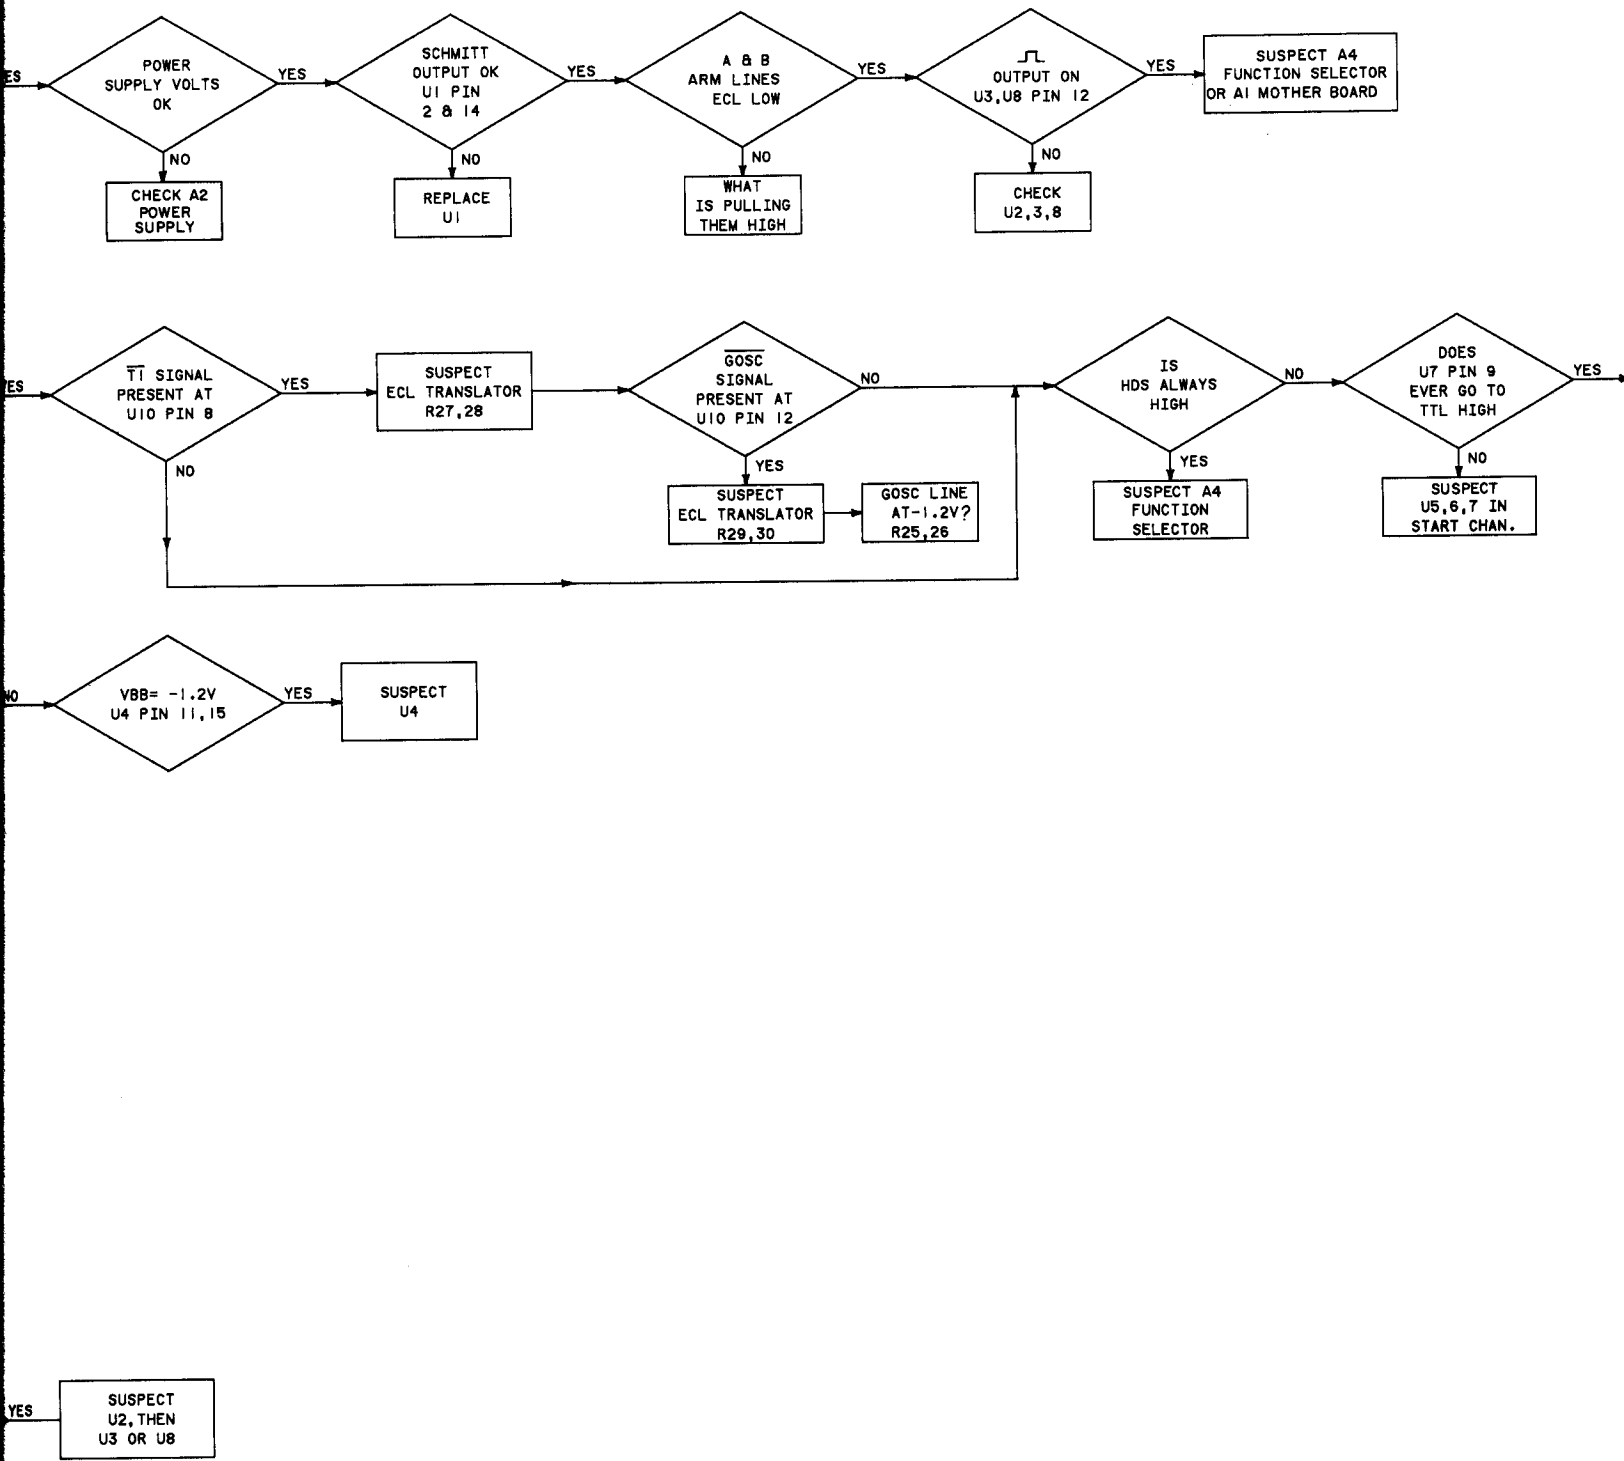 ES
POWER
SUPPLY VOLTS
OK
YES
NO
CHECK A2
POWER
SUPPLY
SCHMITT
OUTPUT OK
U1 PIN
2 & 14
YES
NO
REPLACE
U1
A & B
ARM LINES
ECL LOW
YES
NO
WHAT
IS PULLING
THEM HIGH
OUTPUT ON
U3,U8 PIN 12
YES
NO
CHECK
U2,3,8
SUSPECT A4
FUNCTION SELECTOR
OR A1 MOTHER BOARD
ES
T1 SIGNAL
PRESENT AT
U10 PIN 8
YES
NO
SUSPECT
ECL TRANSLATOR
R27,28
GOSC
SIGNAL
PRESENT AT
U10 PIN 12
NO
YES
SUSPECT
ECL TRANSLATOR
R29,30
GOSC LINE
AT-1.2V?
R25,26
IS
HDS ALWAYS
HIGH
NO
YES
SUSPECT A4
FUNCTION
SELECTOR
DOES
U7 PIN 9
EVER GO TO
TTL HIGH
YES
NO
SUSPECT
U5,6,7 IN
START CHAN.
NO
VBB= -1.2V
U4 PIN 11,15
YES
SUSPECT
U4
YES
SUSPECT
U2,THEN
U3 OR U8